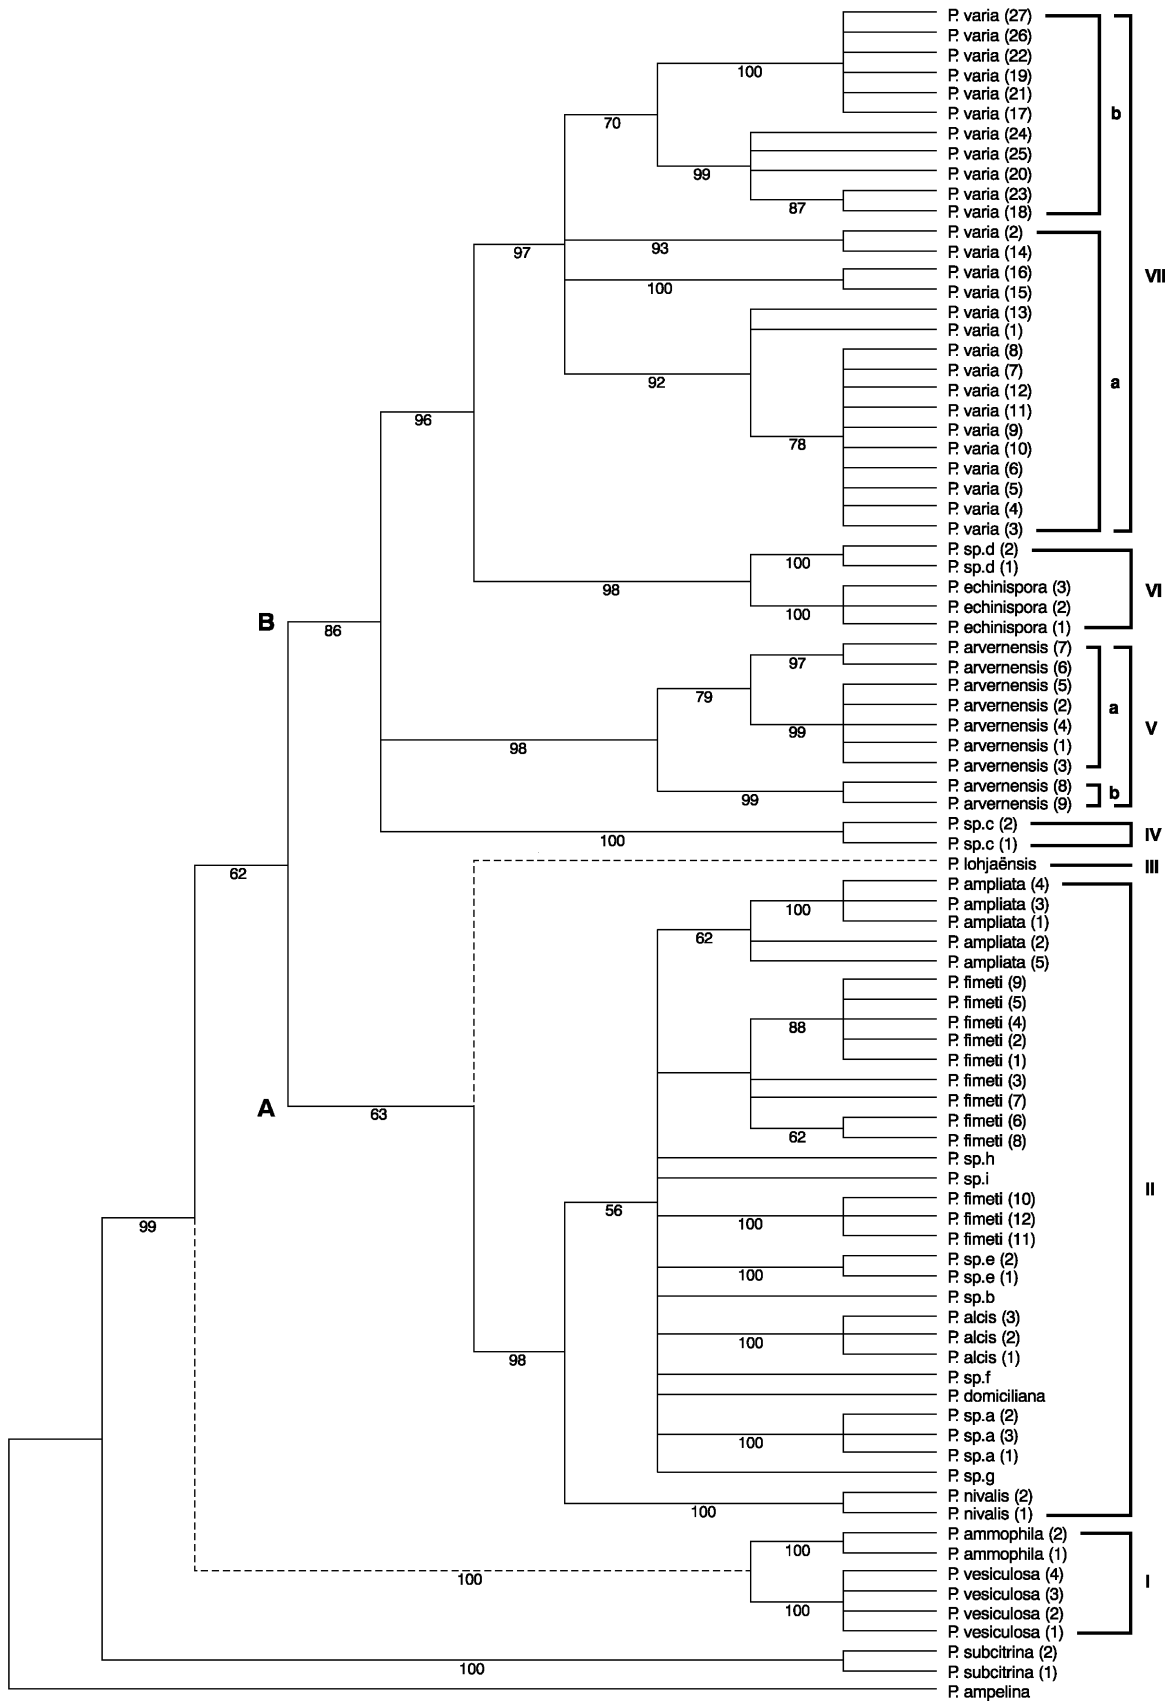 P. varia (27)
P. varia (26)
P. varia (22)
100
P. varia (19)
P. varia (21)
P. varia (17)
b
70
P. varia (24)
P. varia (25)
99
P. varia (20)
P. varia (23)
87
P. varia (18)
P. varia (2)
93
97
P. varia (14)
P. varia (16)
VII
100
P. varia (15)
P. varia (13)
P. varia (1)
P. varia (8)
P. varia (7)
92
a
P. varia (12)
P. varia (11)
96
P. varia (9)
78
P. varia (10)
P. varia (6)
P. varia (5)
P. varia (4)
P. varia (3)
P. sp.d (2)
100
P. sp.d (1)
98
P. echinispora (3)
VI
P. echinispora (2)
100
B
P. echinispora (1)
86
P. arvernensis (7)
97
P. arvernensis (6)
P. arvernensis (5)
79
P. arvernensis (2)
a
P. arvernensis (4)
V
99
P. arvernensis (1)
98
P. arvernensis (3)
P. arvernensis (8)
b
99
P. arvernensis (9)
P. sp.c (2)
IV
100
P. sp.c (1)
P. lohjaënsis
III
62
P. ampliata (4)
P. ampliata (3)
100
P. ampliata (1)
62
P. ampliata (2)
P. ampliata (5)
P. fimeti (9)
P. fimeti (5)
P. fimeti (4)
88
P. fimeti (2)
P. fimeti (1)
P. fimeti (3)
P. fimeti (7)
A
63
P. fimeti (6)
62
P. fimeti (8)
P. sp.h
P. sp.i
II
P. fimeti (10)
56
P. fimeti (12)
100
99
P. fimeti (11)
P. sp.e (2)
100
P. sp.e (1)
P. sp.b
P. alcis (3)
P. alcis (2)
100
P. alcis (1)
98
P. sp.f
P. domiciliana
P. sp.a (2)
P. sp.a (3)
100
P. sp.a (1)
P. sp.g
P. nivalis (2)
100
P. nivalis (1)
P. ammophila (2)
100
P. ammophila (1)
P. vesiculosa (4)
100
I
P. vesiculosa (3)
100
P. vesiculosa (2)
P. vesiculosa (1)
P. subcitrina (2)
100
P. subcitrina (1)
P. ampelina